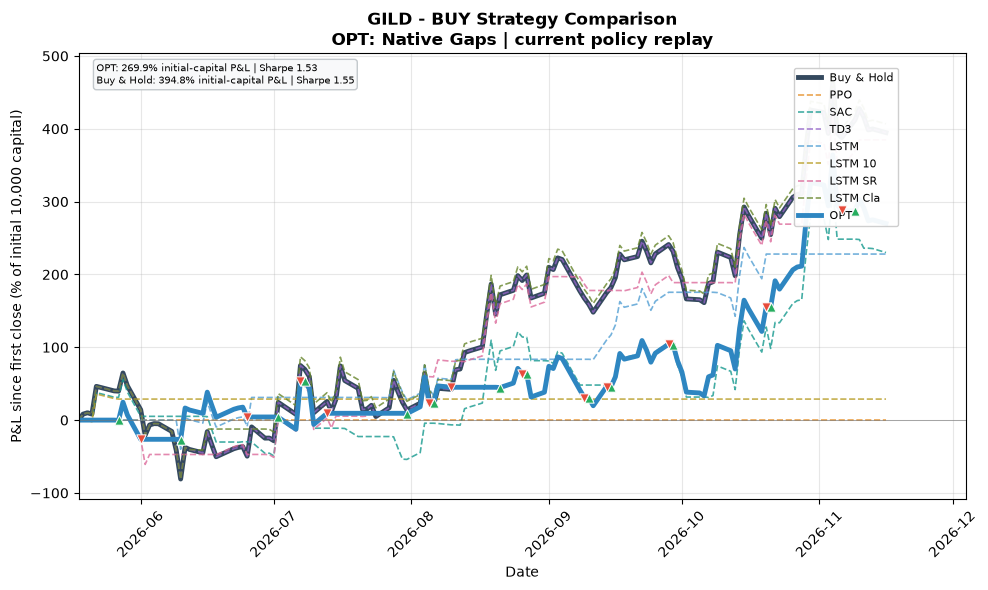 GILD - BUY Strategy Comparison
OPT: Native Gaps | current policy replay
OPT: 269.9% initial-capital P&L | Sharpe 1.53
Buy & Hold: 394.8% initial-capital P&L | Sharpe 1.55
Buy & Hold
PPO
SAC
TD3
LSTM
LSTM 10
LSTM SR
LSTM Cla
OPT
P&L since first close (% of initial 10,000 capital)
500
400
300
200
100
0
−100
2026-06
2026-07
2026-08
2026-09
2026-10
2026-11
2026-12
Date